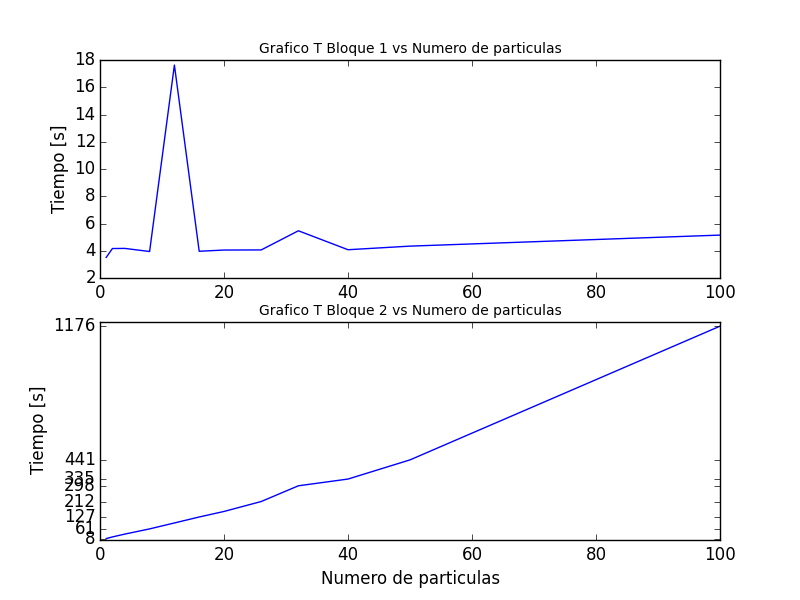 Grafico T Bloque 1 vs Numero de particulas
18
16
14
12
10
8
6
4
2
Tiempo [s]
0 20 40 60 80 100
Grafico T Bloque 2 vs Numero de particulas
1176
441
335
298
212
127
61
8
Tiempo [s]
0 20 40 60 80 100
Numero de particulas